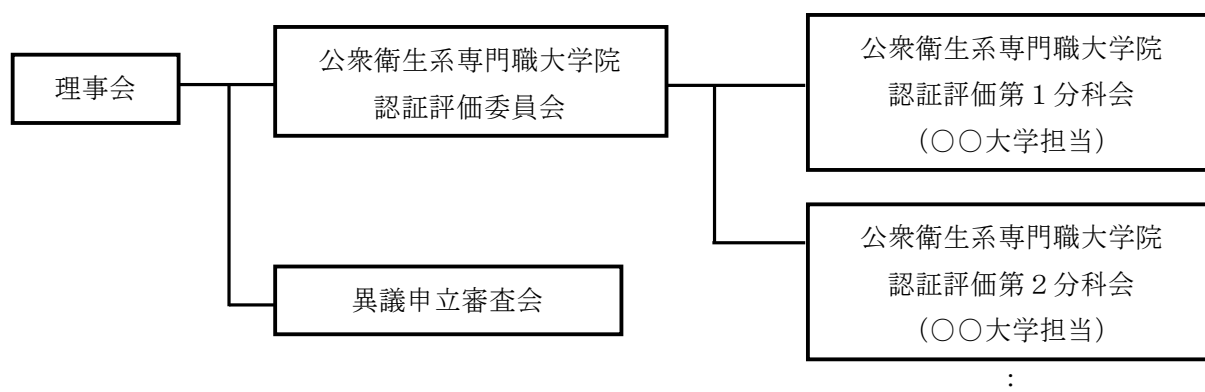 理事会
公衆衛生系専門職大学院
認証評価委員会
公衆衛生系専門職大学院
認証評価第１分科会
（○○大学担当）
公衆衛生系専門職大学院
認証評価第２分科会
（○○大学担当）
：
異議申立審査会